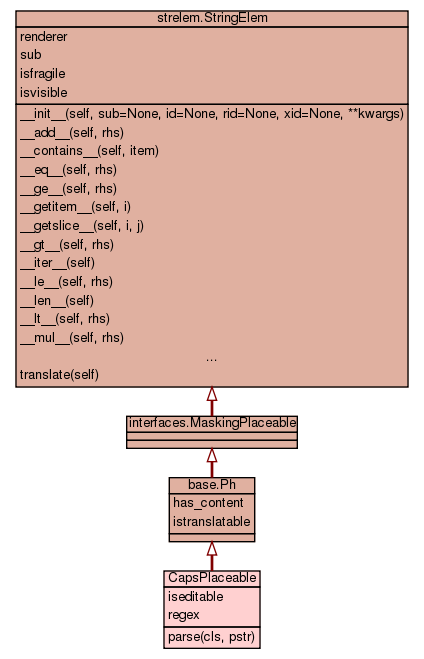 strelem.StringElem
renderer
sub
isfragile
isvisible
__init__(self, sub=None, id=None, rid=None, xid=None, **kwargs)
__add__(self, rhs)
__contains__(self, item)
__eq__(self, rhs)
__ge__(self, rhs)
__getitem__(self, i)
__getslice__(self, i, j)
__gt__(self, rhs)
__iter__(self)
__le__(self, rhs)
__len__(self)
__lt__(self, rhs)
__mul__(self, rhs)
...
translate(self)
interfaces.MaskingPlaceable
base.Ph
has_content
istranslatable
CapsPlaceable
iseditable
regex
parse(cls, pstr)